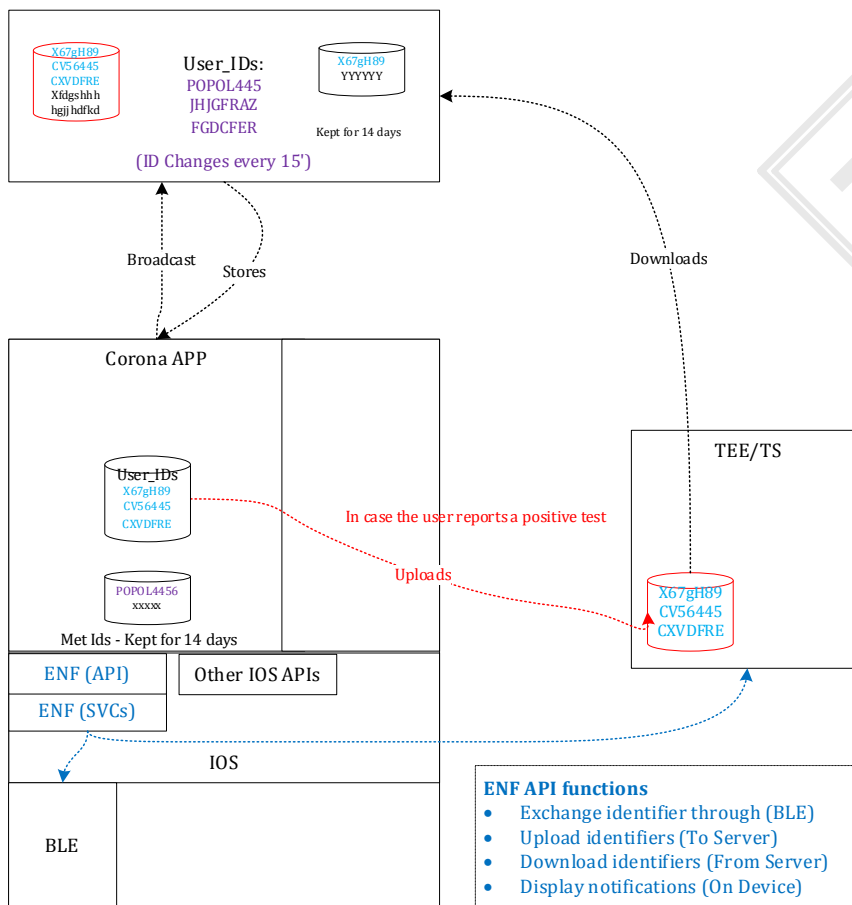 X67gH89
CV56445
CXVDFRE
Xfdgshhh
hgjjhdfkd
User_IDs:
POPOL445
JHJGFRAZ
FGDCFER
(ID Changes every 15')
X67gH89
YYYYYY
Kept for 14 days
Broadcast
Stores
Downloads
Corona APP
User_IDs
X67gH89
CV56445
CXVDFRE
POPOL4456
xxxxx
Met Ids - Kept for 14 days
In case the user reports a positive test
Uploads
TEE/TS
X67gH89
CV56445
CXVDFRE
ENF (API)
Other IOS APIs
ENF (SVCs)
IOS
BLE
ENF API functions
• Exchange identifier through (BLE)
• Upload identifiers (To Server)
• Download identifiers (From Server)
• Display notifications (On Device)